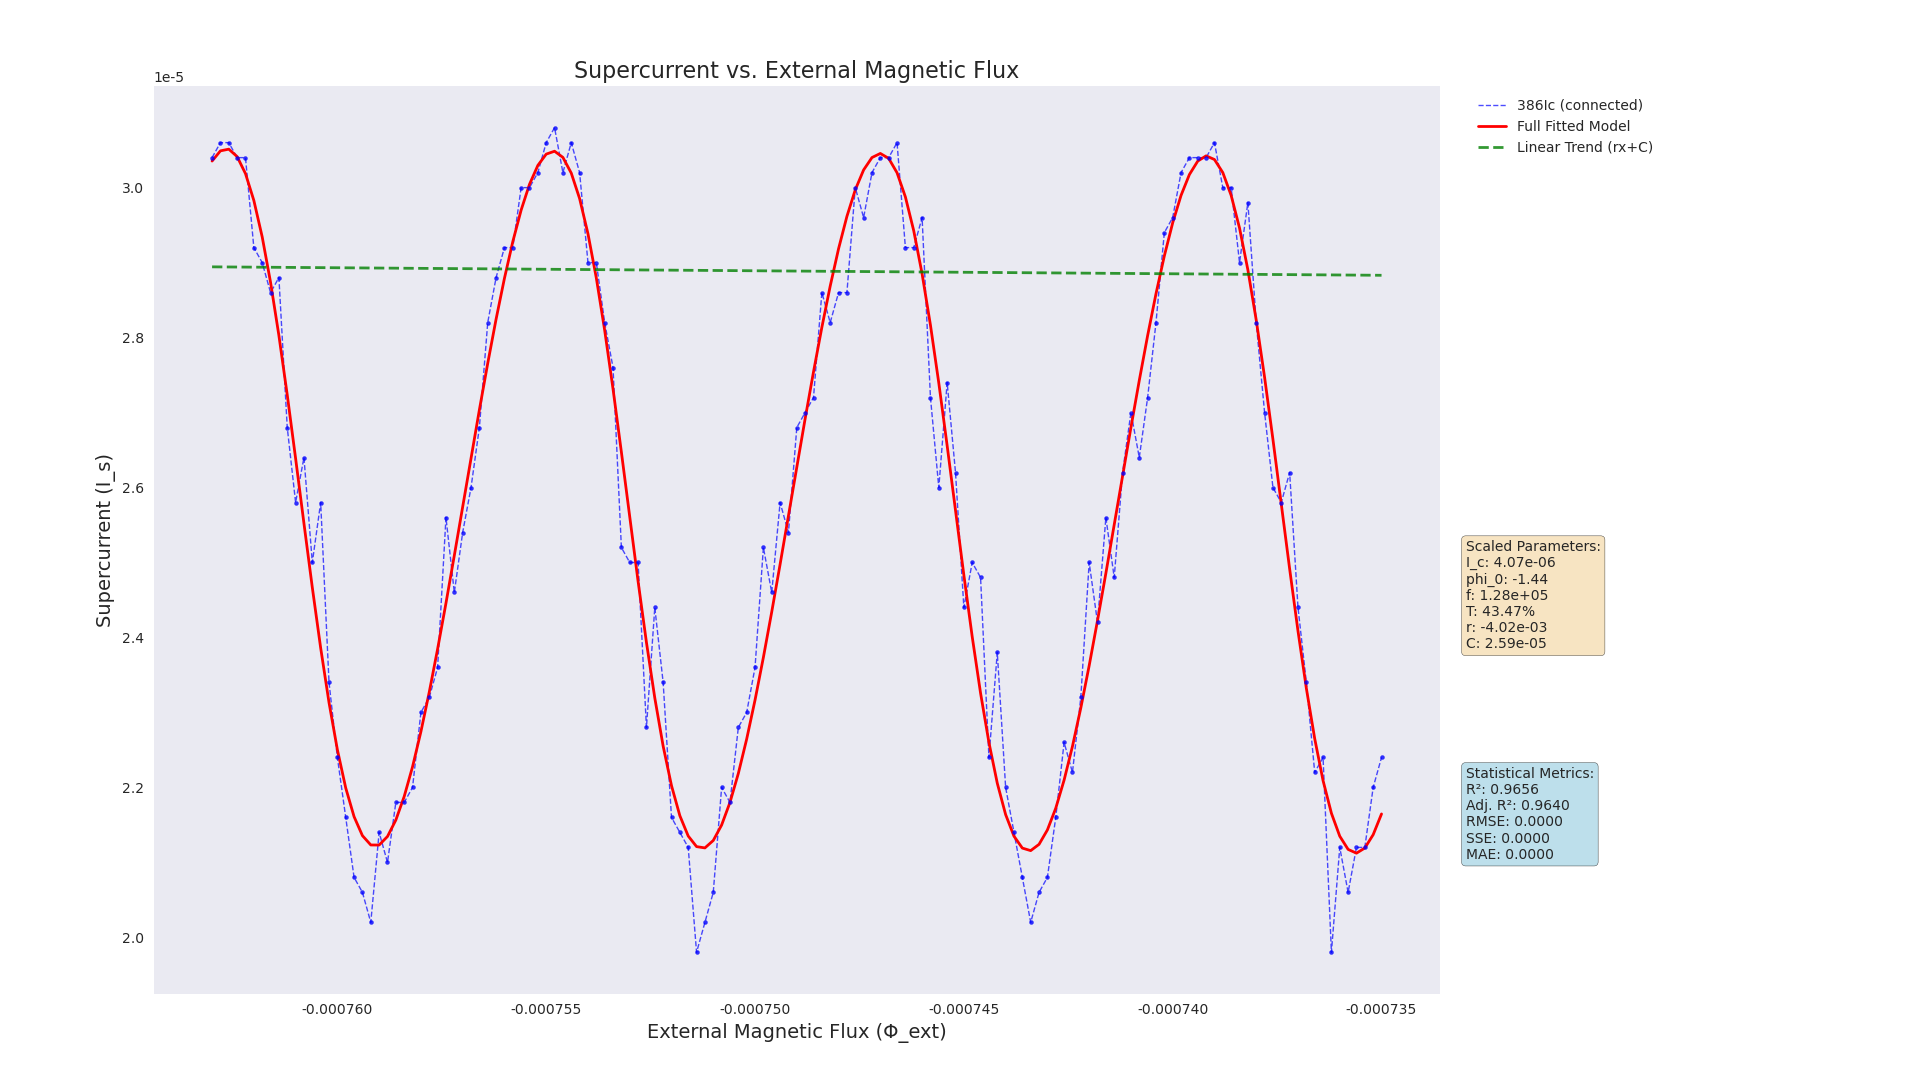 Supercurrent vs. External Magnetic Flux
1e-5
3.0
2.8
2.6
2.4
2.2
2.0
Supercurrent (I_s)
-0.000760
-0.000755
-0.000750
-0.000745
-0.000740
-0.000735
External Magnetic Flux (Φ_ext)
386Ic (connected)
Full Fitted Model
Linear Trend (rx+C)
Scaled Parameters:
I_c: 4.07e-06
phi_0: -1.44
f: 1.28e+05
T: 43.47%
r: -4.02e-03
C: 2.59e-05
Statistical Metrics:
R²: 0.9656
Adj. R²: 0.9640
RMSE: 0.0000
SSE: 0.0000
MAE: 0.0000